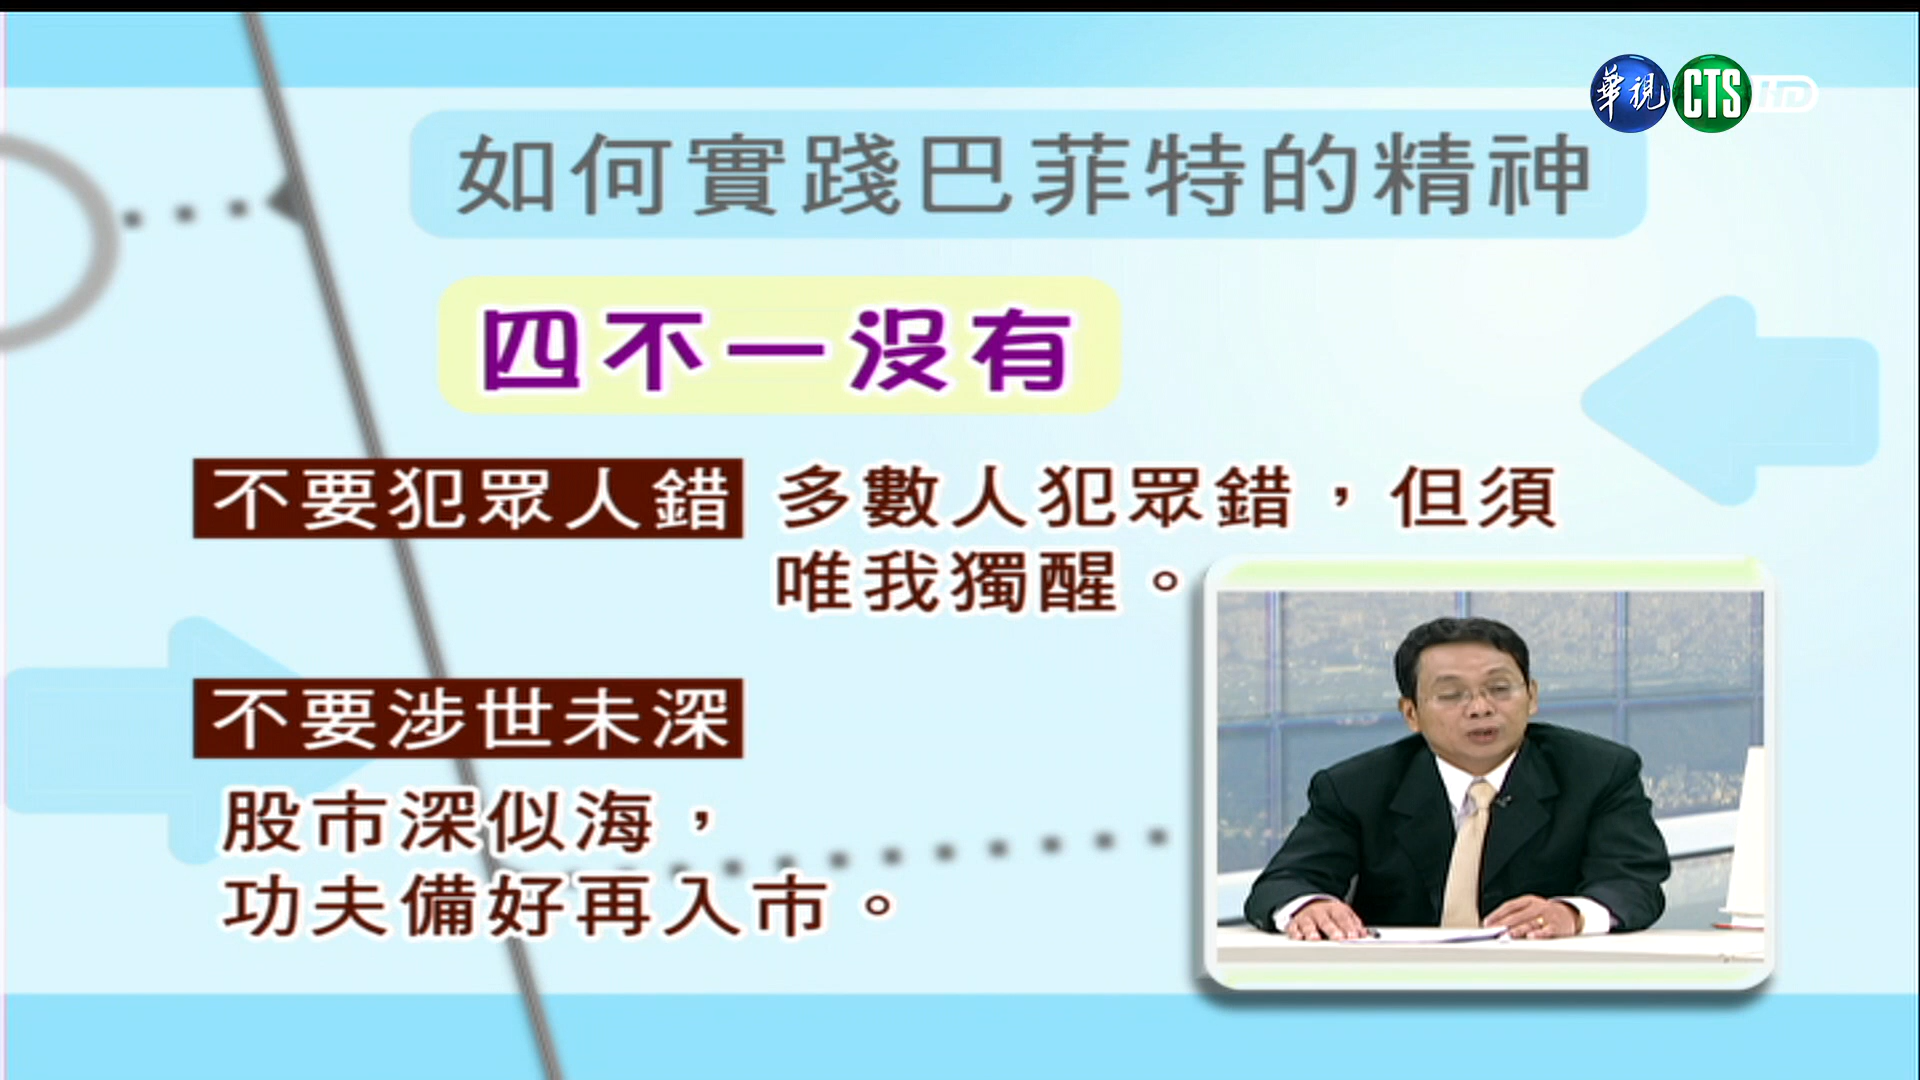 華視 CTS HD
如何實踐巴菲特的精神
四不一沒有
不要犯眾人錯
多數人犯眾錯，但須
唯我獨醒。
不要涉世未深
股市深似海，
功夫備好再入市。